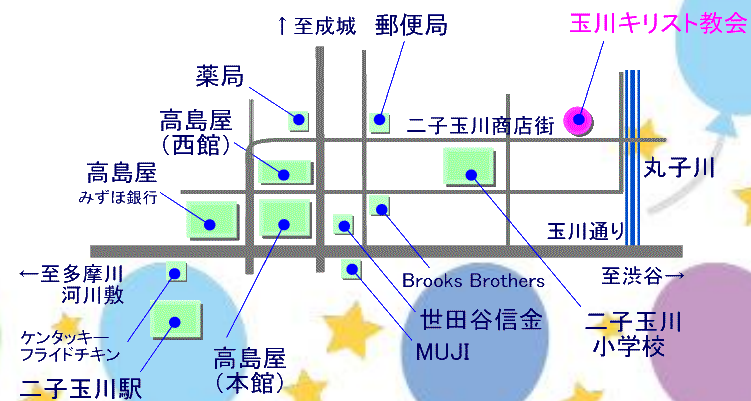 ↑至成城
郵便局
玉川キリスト教会
薬局
高島屋
（西館）
二子玉川商店街
高島屋
みずほ銀行
丸子川
玉川通り
←至多摩川
河川敷
Brooks Brothers
至渋谷→
世田谷信金
二子玉川
小学校
ケンタッキー
フライドチキン
高島屋
（本館）
MUJI
二子玉川駅